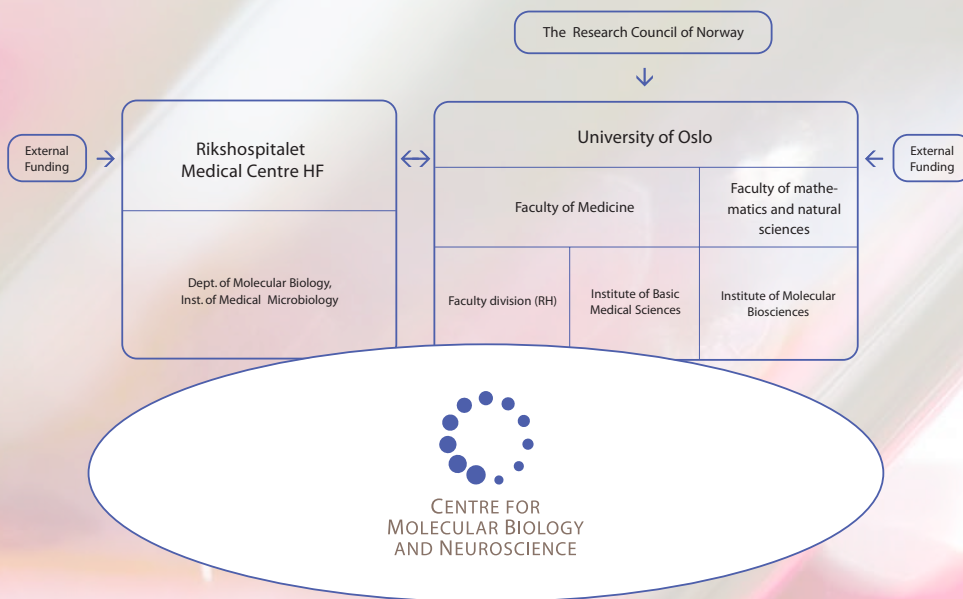 The Research Council of Norway
External
Funding
Rikshospitalet
Medical Centre HF
University of Oslo
External
Funding
Faculty of Medicine
Faculty of mathe-
matics and natural
sciences
Dept. of Molecular Biology,
Inst. of Medical Microbiology
Faculty division (RH)
Institute of Basic
Medical Sciences
Institute of Molecular
Biosciences
CENTRE FOR
MOLECULAR BIOLOGY
AND NEUROSCIENCE